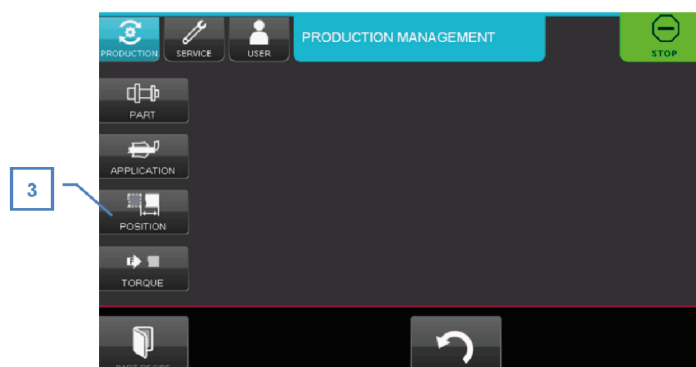 PRODUCTION
SERVICE
USER
PRODUCTION MANAGEMENT
STOP
PART
APPLICATION
3
POSITION
TORQUE